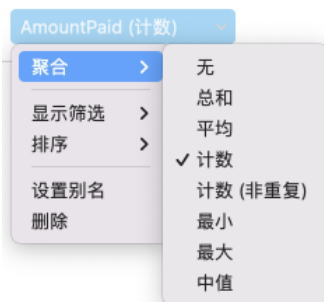 AmountPaid (计数)
聚合
显示筛选
排序
设置别名
删除
无
总和
平均
✓ 计数
计数 (非重复)
最小
最大
中值